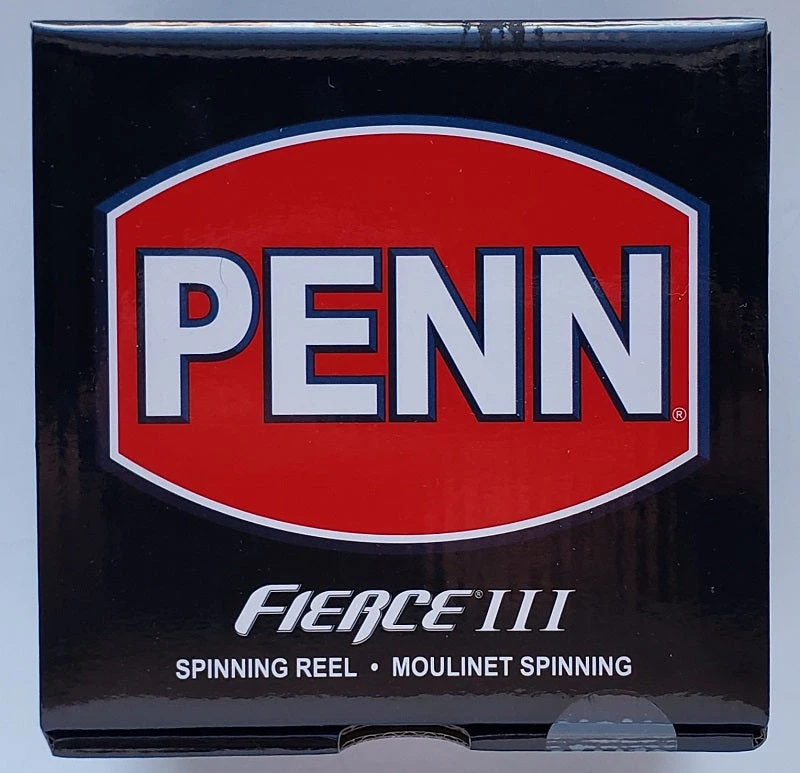 PENN®
FIERCE® III
SPINNING REEL • MOULINET SPINNING